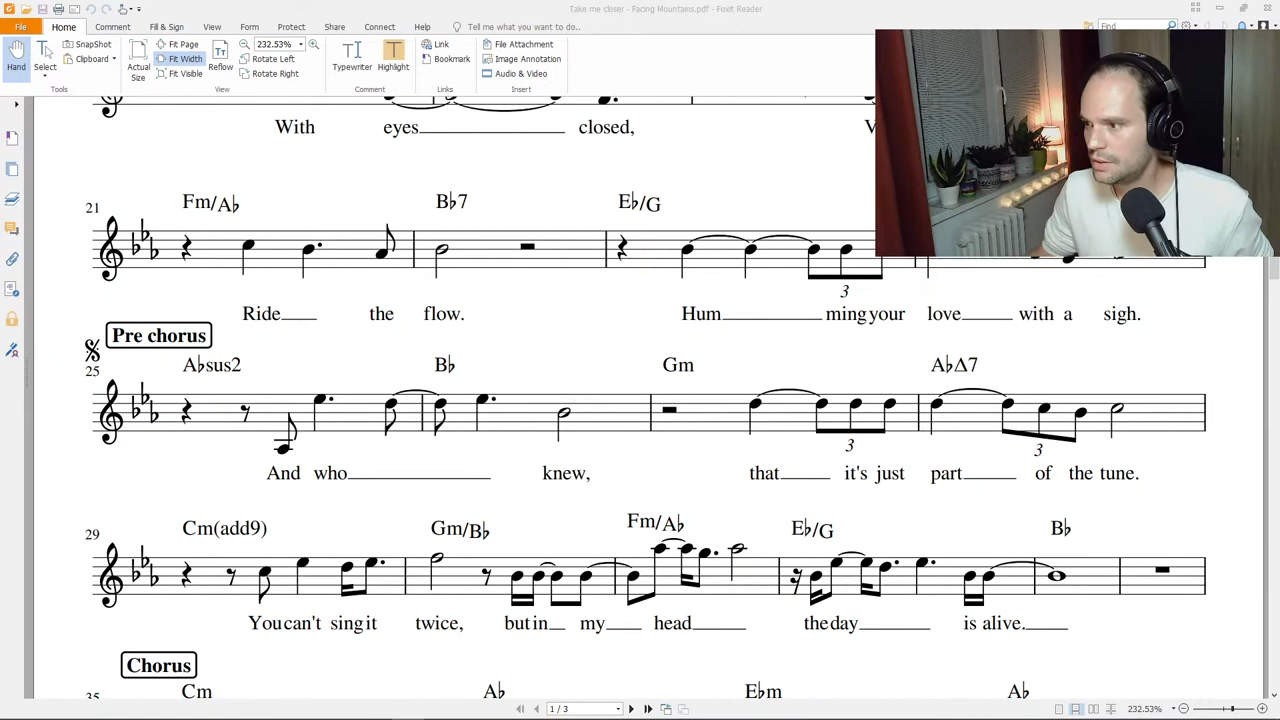 Take me closer - Facing Mountains.pdf - Foxit Reader
File Home Comment Fill & Sign View Form Protect Share Connect Help Tell me what you want to do... Find
SnapShot Fit Page 232.53% Link File Attachment
Clipboard Fit Width Rotate Left Bookmark Image Annotation
Hand Select Actual Size Reflow Fit Visible Rotate Right Typewriter Highlight Audio & Video
Tools View Comment Links Insert
With eyes closed,
21 Fm/A♭ B♭7 E♭/G
3
Ride the flow. Hum ming your love with a sigh.
Pre chorus
25 A♭sus2 B♭ Gm A♭Δ7
3 3
And who knew, that it's just part of the tune.
29 Cm(add9) Gm/B♭ Fm/A♭ E♭/G B♭
You can't sing it twice, but in my head the day is alive.
Chorus
35 Cm A♭ E♭m A♭
1 / 3 232.53%